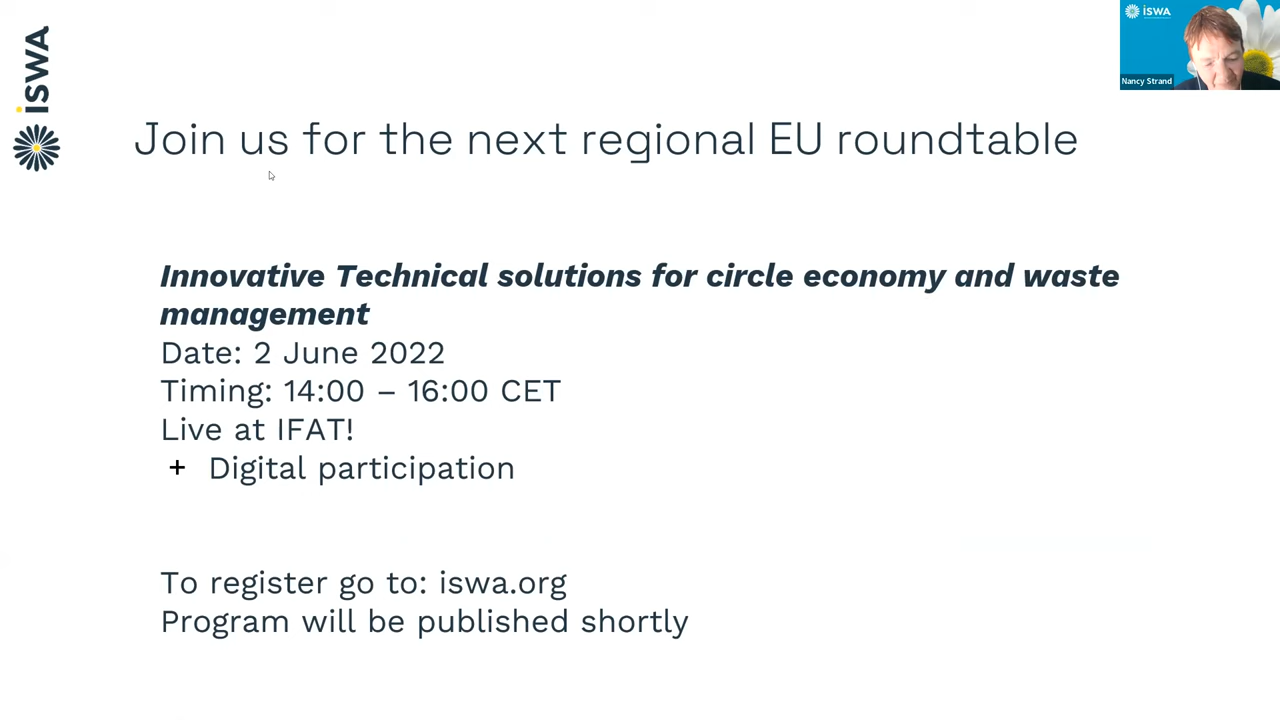 iSWA
iSWA
Nancy Strand
Join us for the next regional EU roundtable
Innovative Technical solutions for circle economy and waste
management
Date: 2 June 2022
Timing: 14:00 – 16:00 CET
Live at IFAT!
+ Digital participation
To register go to: iswa.org
Program will be published shortly